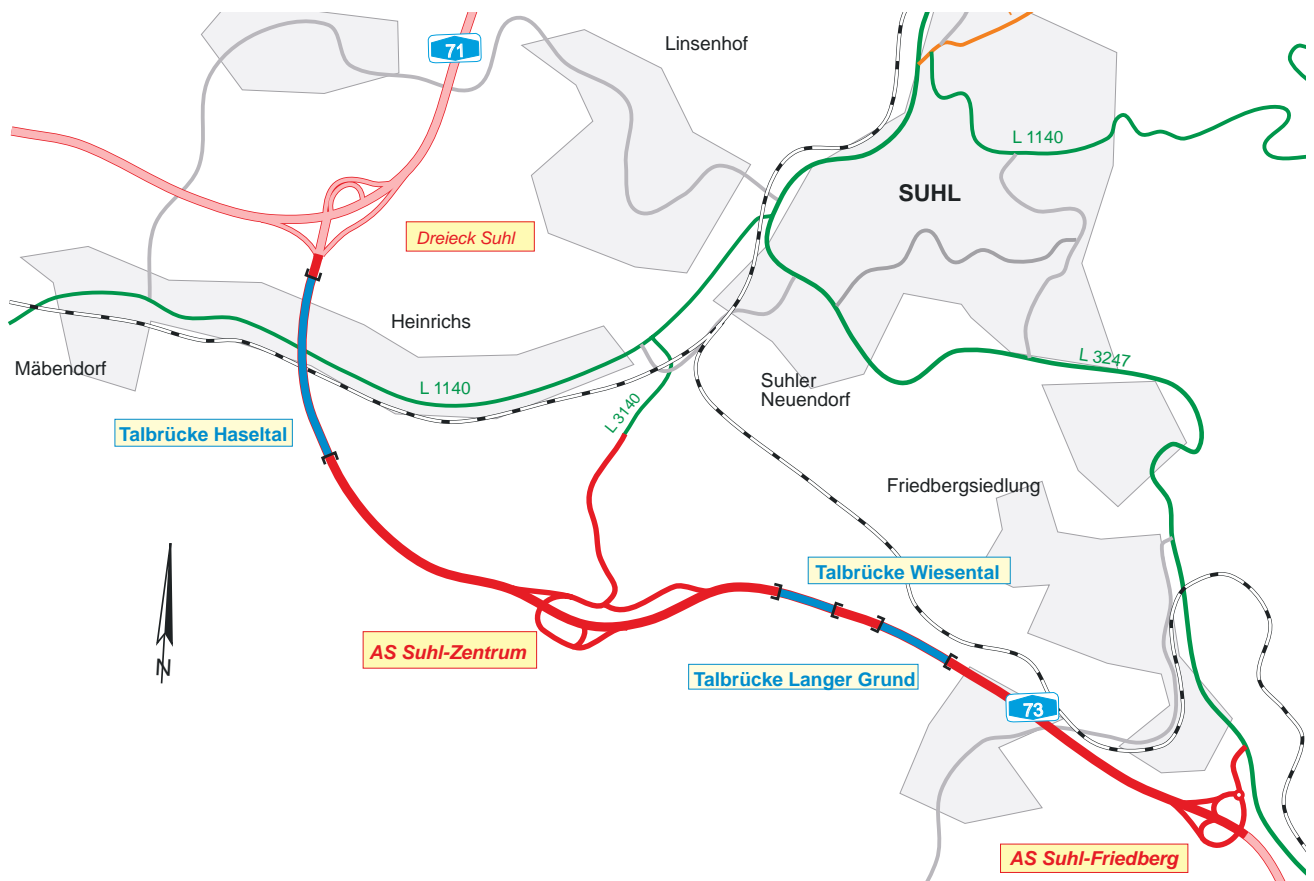 71
Linsenhof
L 1140
SUHL
Dreieck Suhl
Heinrichs
Mäbendorf
L 1140
L 3247
Suhler
Neuendorf
L 3140
Talbrücke Haseltal
Friedbergsiedlung
Talbrücke Wiesental
AS Suhl-Zentrum
Talbrücke Langer Grund
N
73
AS Suhl-Friedberg